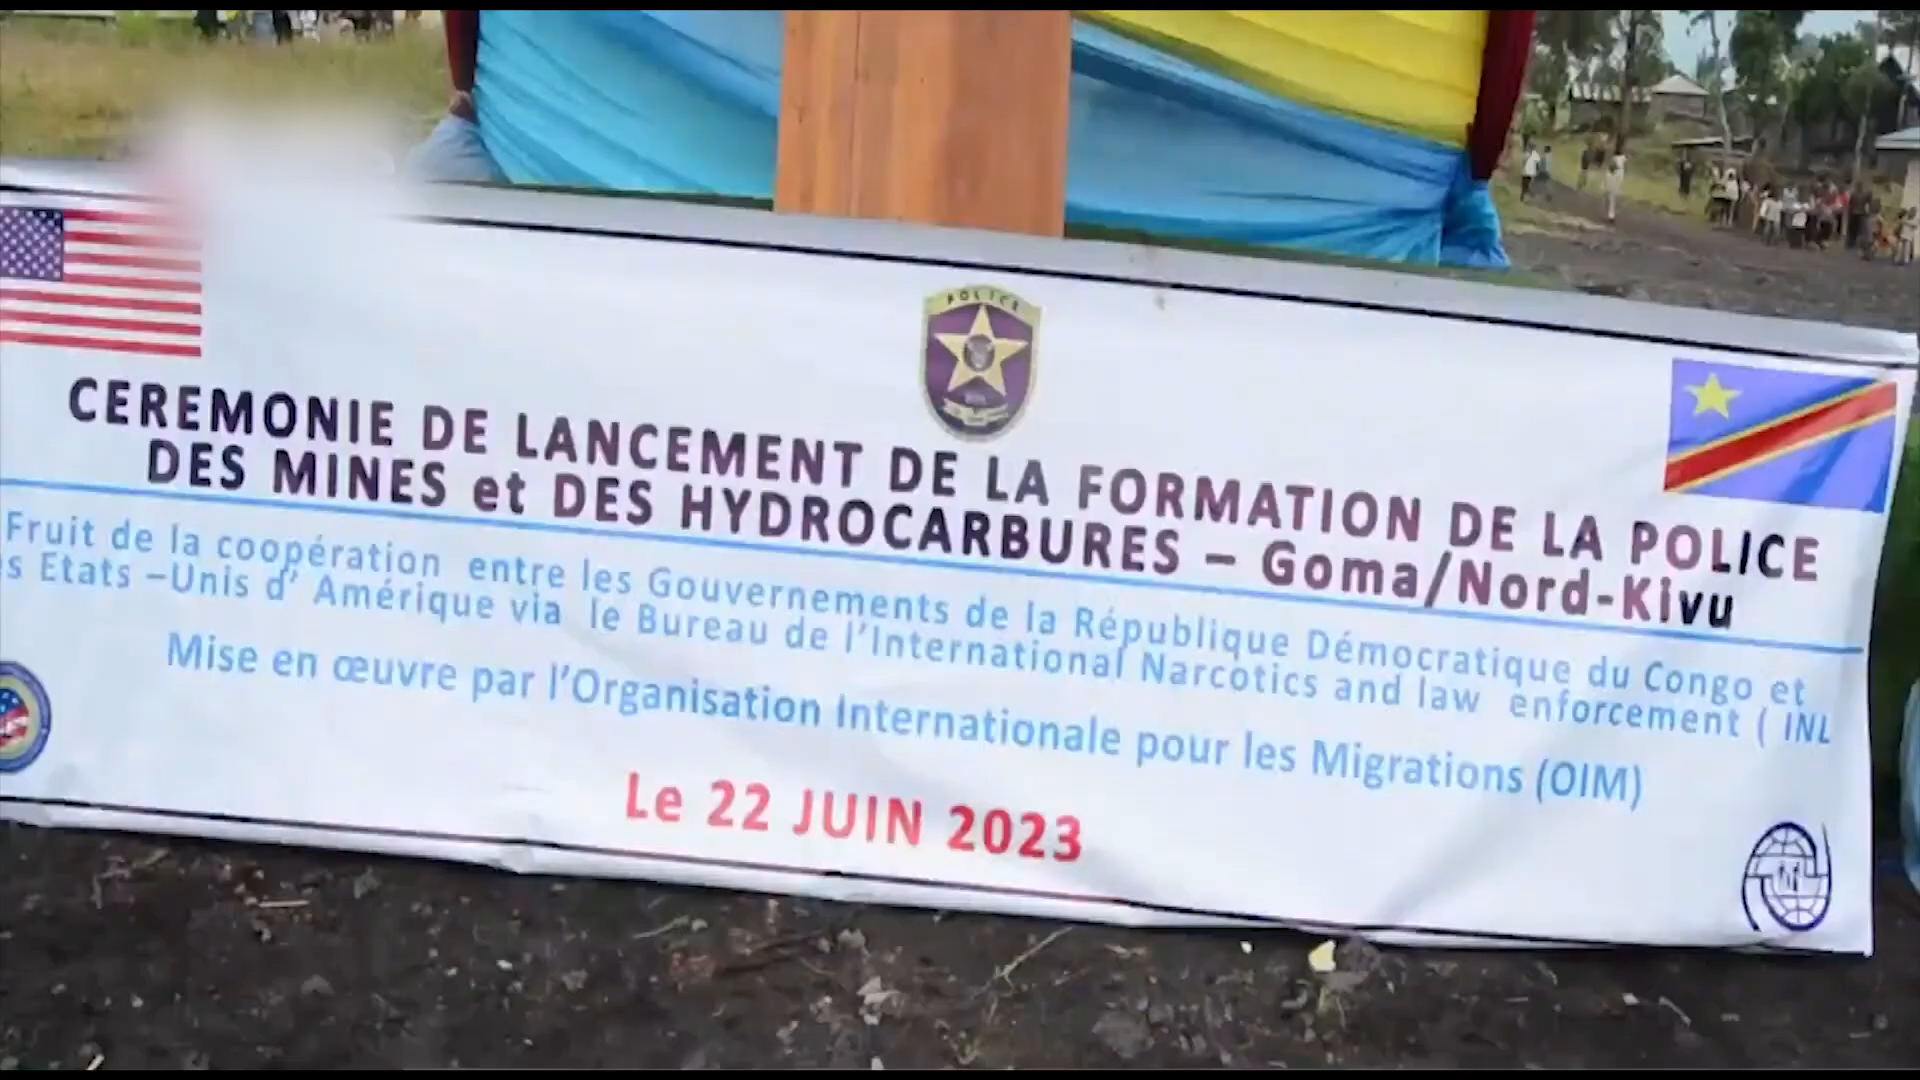 POLICE
CEREMONIE DE LANCEMENT DE LA FORMATION DE LA POLICE
DES MINES et DES HYDROCARBURES – Goma/Nord-Kivu
Fruit de la coopération entre les Gouvernements de la République Démocratique du Congo et
s Etats –Unis d' Amérique via le Bureau de l'International Narcotics and law enforcement ( INL
Mise en œuvre par l'Organisation Internationale pour les Migrations (OIM)
Le 22 JUIN 2023